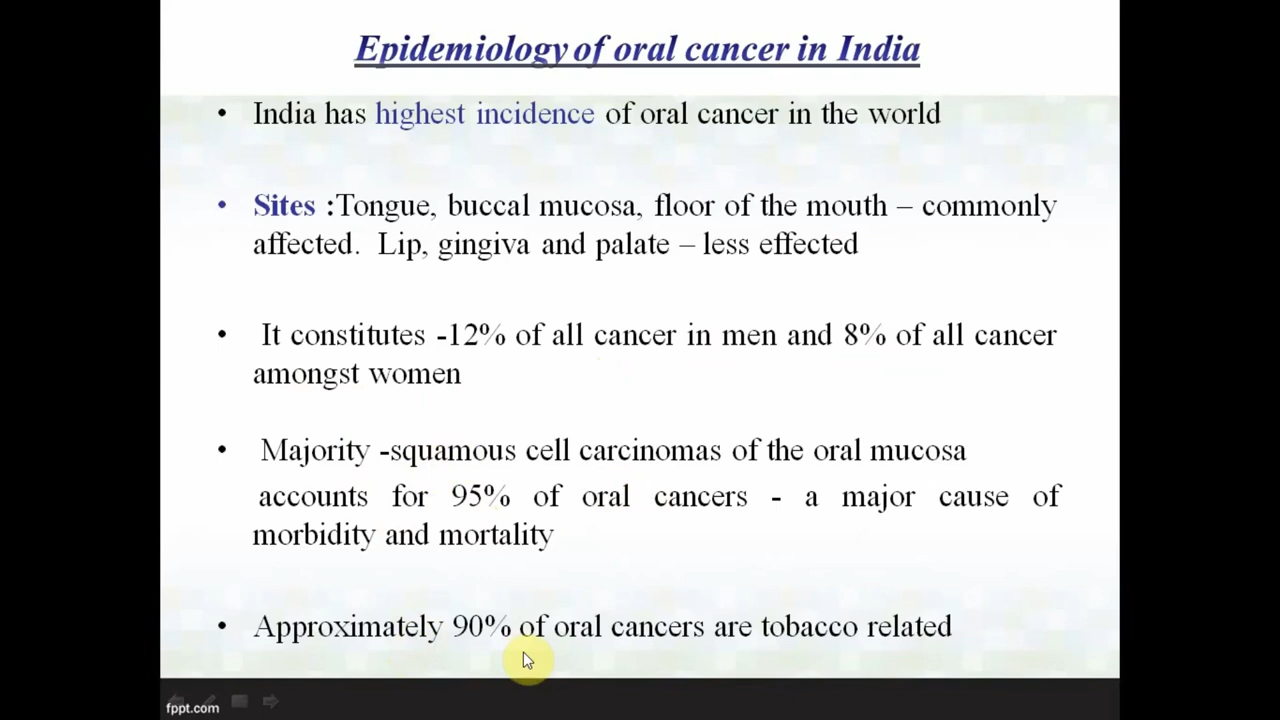 Epidemiology of oral cancer in India
• India has highest incidence of oral cancer in the world
• Sites :Tongue, buccal mucosa, floor of the mouth – commonly
affected. Lip, gingiva and palate – less effected
• It constitutes -12% of all cancer in men and 8% of all cancer
amongst women
• Majority -squamous cell carcinomas of the oral mucosa
accounts for 95% of oral cancers - a major cause of
morbidity and mortality
• Approximately 90% of oral cancers are tobacco related
fppt.com